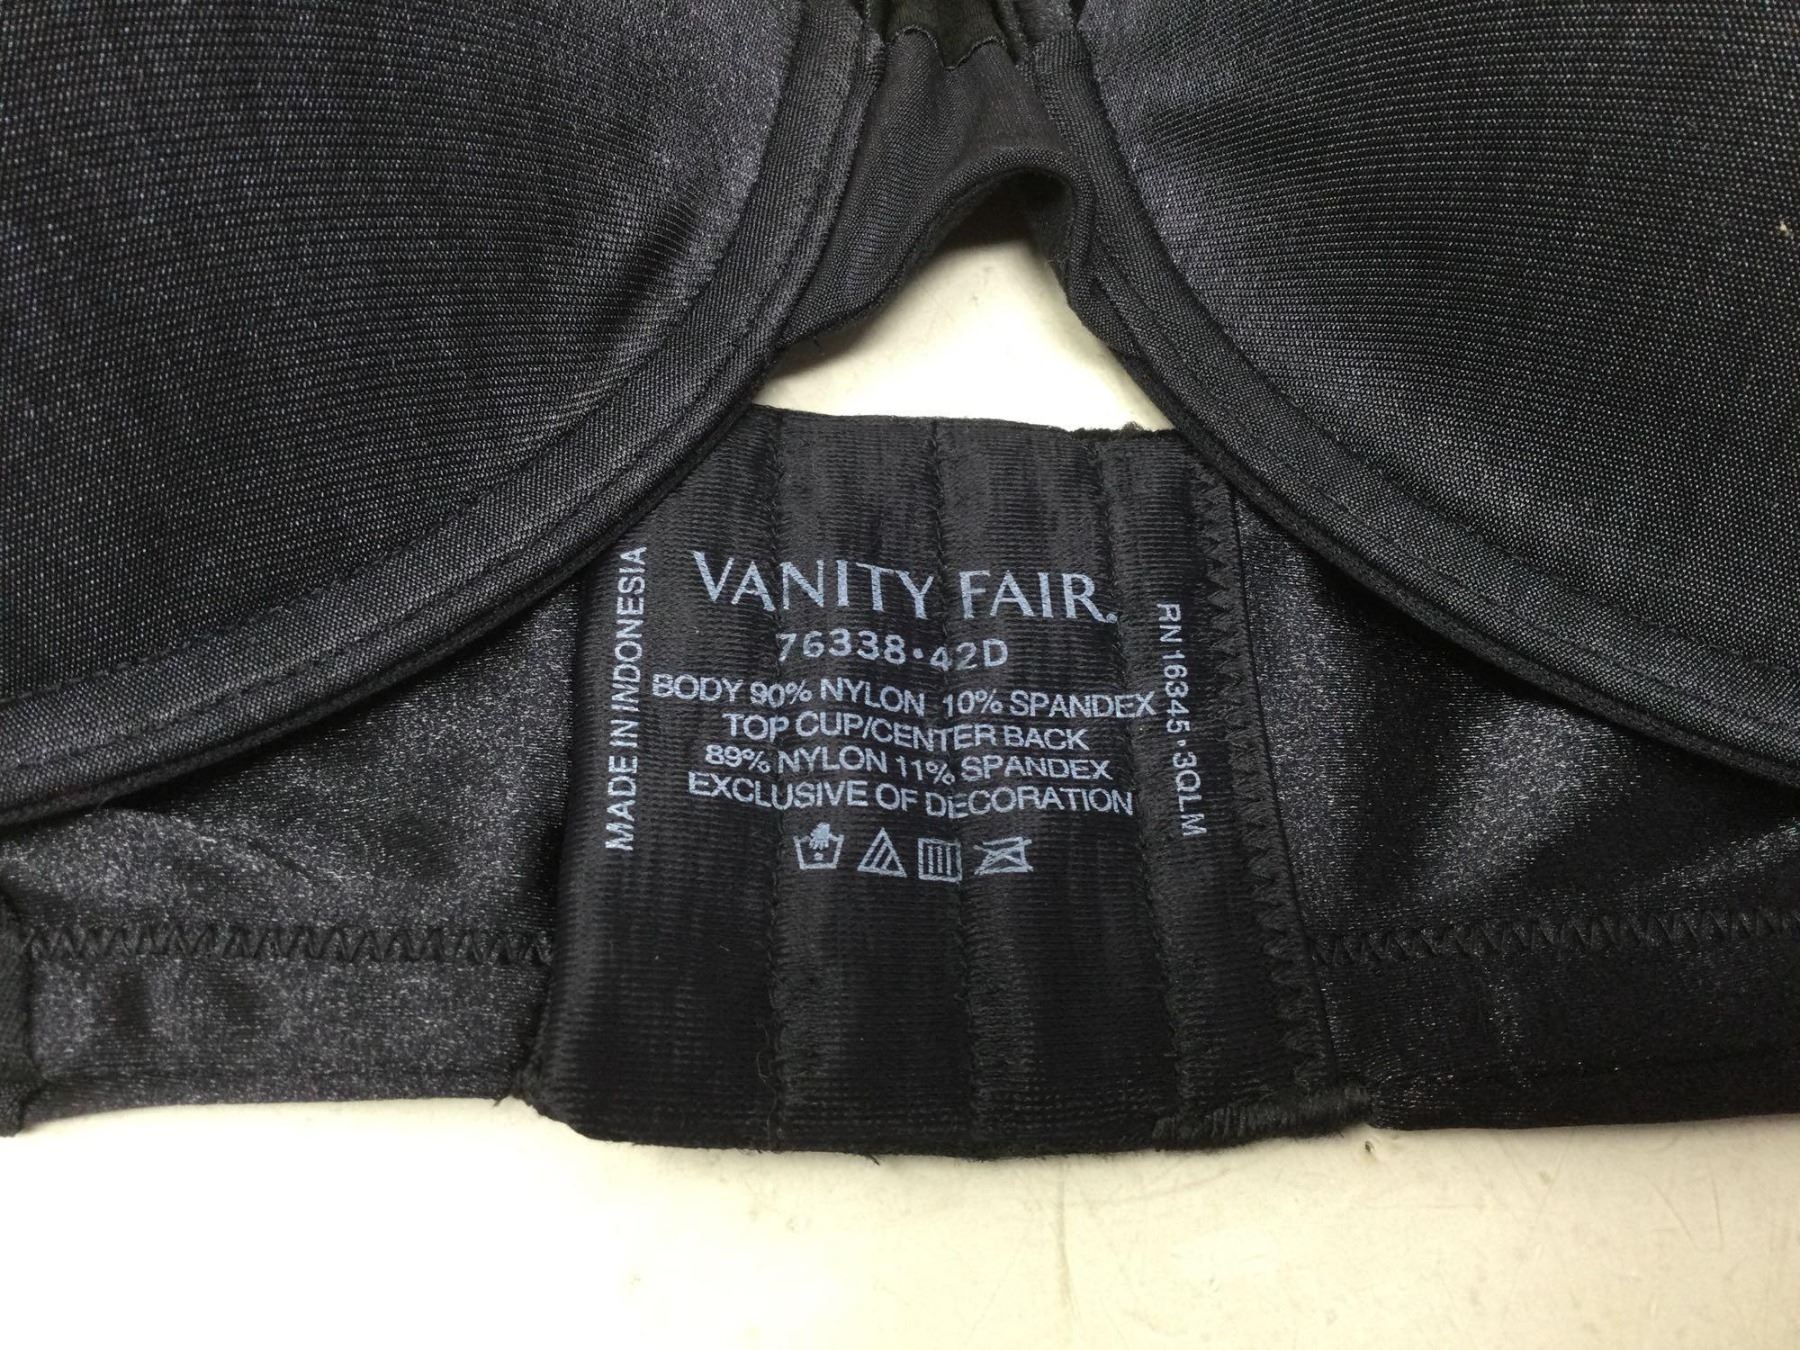 MADE IN INDONESIA
VANITY FAIR®
76338•42D
BODY 90% NYLON 10% SPANDEX
TOP CUP/CENTER BACK
89% NYLON 11% SPANDEX
EXCLUSIVE OF DECORATION
RN 16345•3QLM